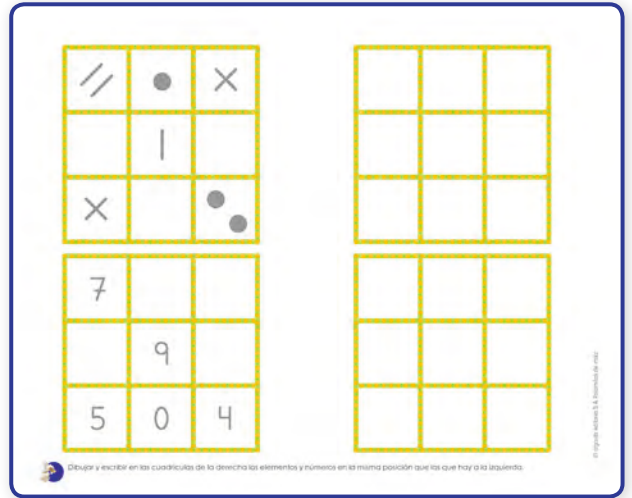 7
9
5 0 4
Dibujar y escribir en las cuadrículas de la derecha los elementos y números en la misma posición que los que hay a la izquierda.